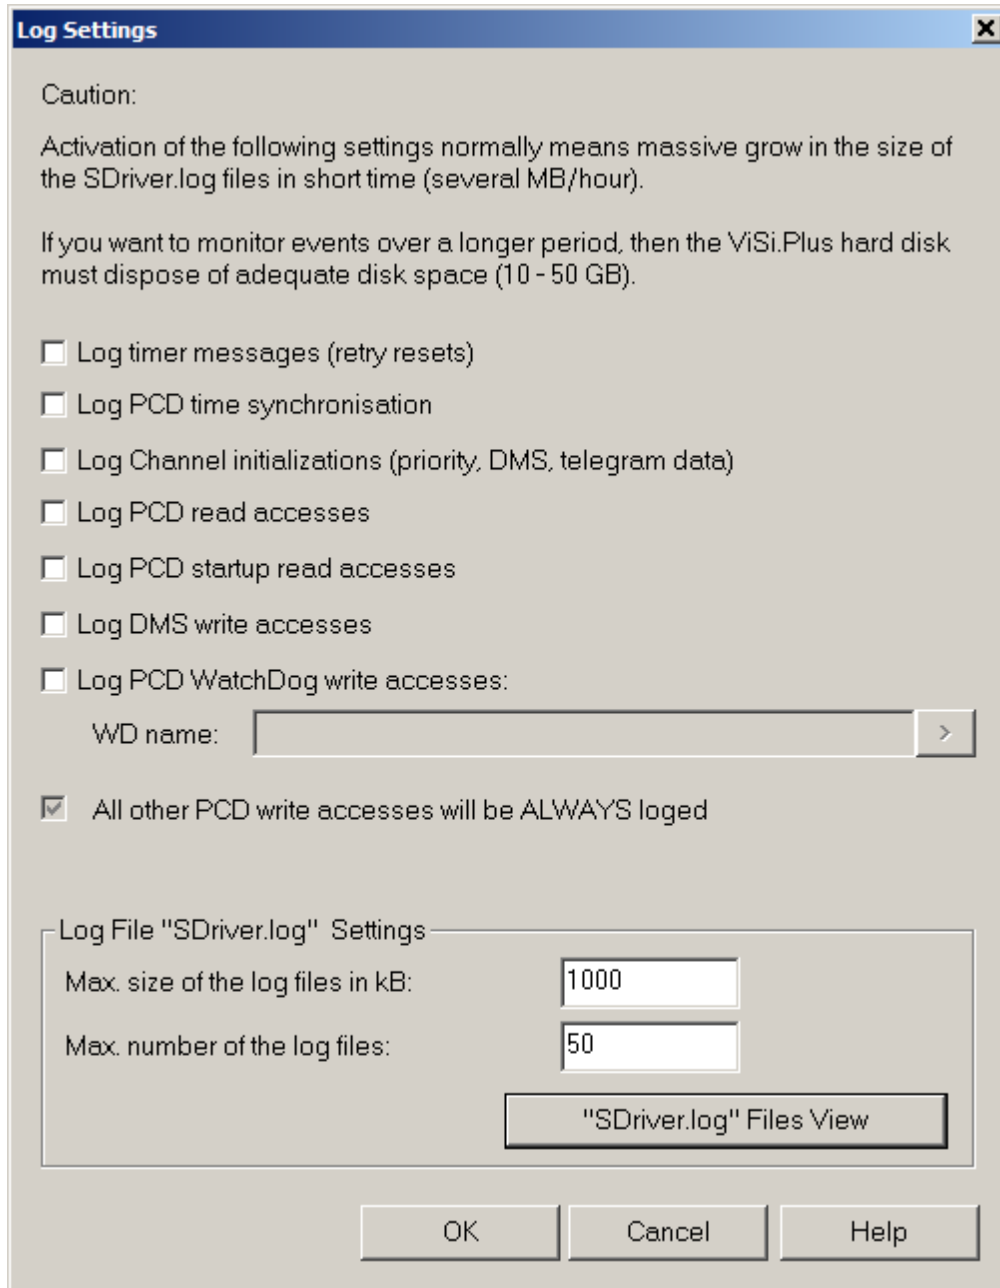 Log Settings
Caution:
Activation of the following settings normally means massive grow in the size of
the SDriver.log files in short time (several MB/hour).
If you want to monitor events over a longer period, then the ViSi.Plus hard disk
must dispose of adequate disk space (10 - 50 GB).
Log timer messages (retry resets)
Log PCD time synchronisation
Log Channel initializations (priority, DMS, telegram data)
Log PCD read accesses
Log PCD startup read accesses
Log DMS write accesses
Log PCD WatchDog write accesses:
WD name: >
All other PCD write accesses will be ALWAYS loged
Log File "SDriver.log" Settings
Max. size of the log files in kB: 1000
Max. number of the log files: 50
"SDriver.log" Files View
OK Cancel Help